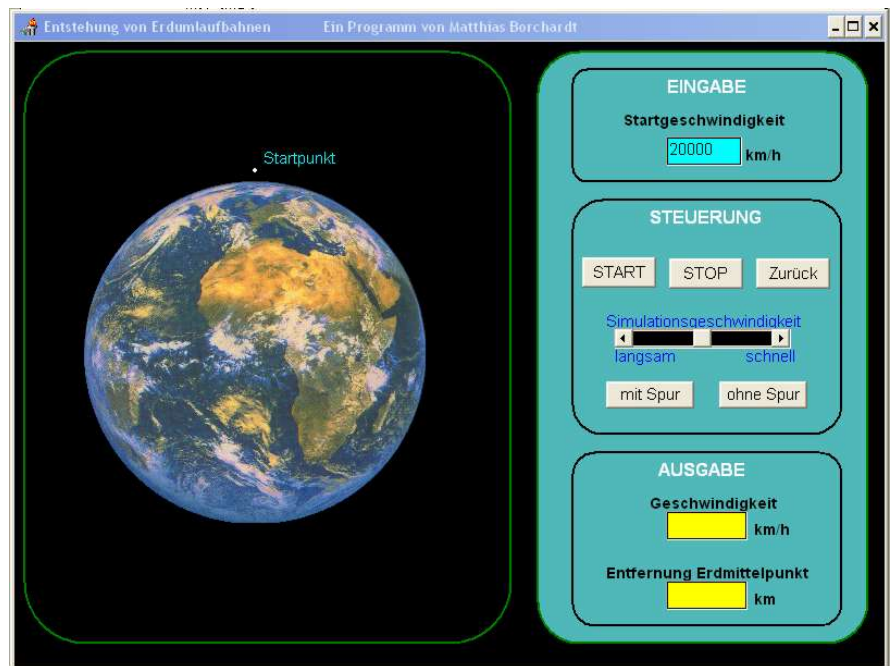 Entstehung von Erdumlaufbahnen Ein Programm von Matthias Borchardt
Startpunkt
EINGABE
Startgeschwindigkeit
20000 km/h
STEUERUNG
START STOP Zurück
Simulationsgeschwindigkeit
langsam schnell
mit Spur ohne Spur
AUSGABE
Geschwindigkeit
km/h
Entfernung Erdmittelpunkt
km